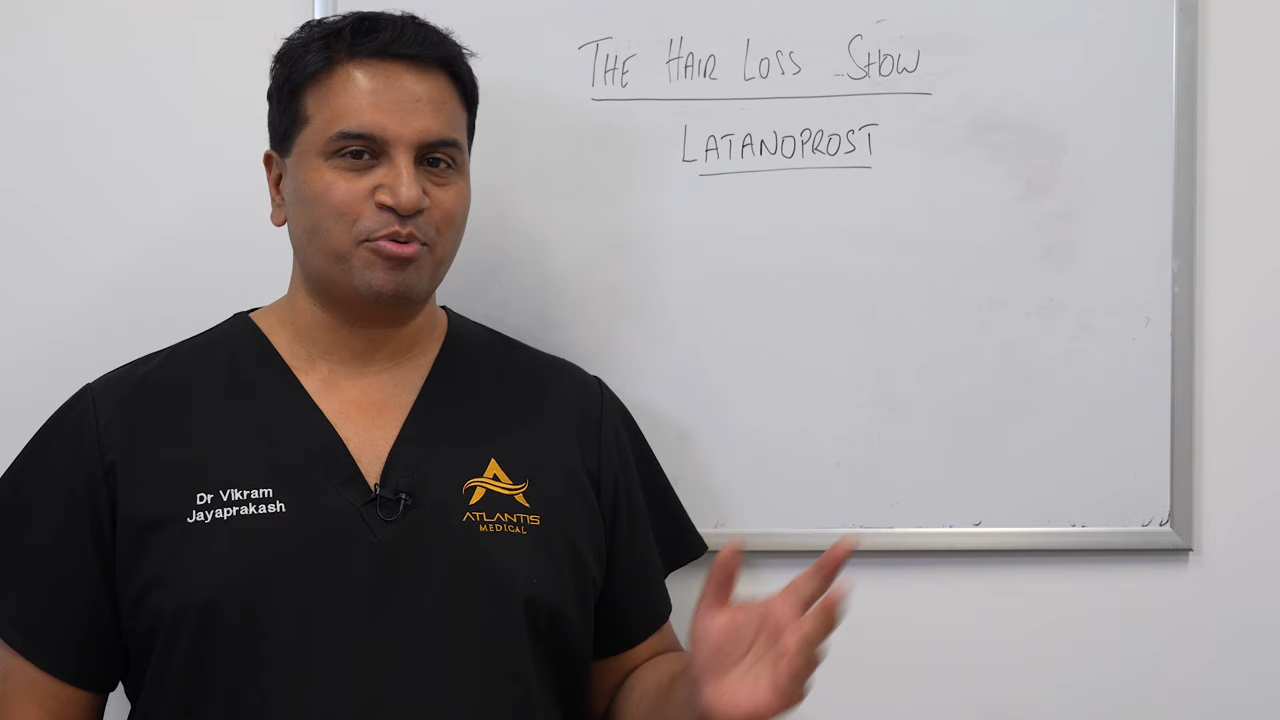 THE HAIR LOSS SHOW
LATANOPROST
Dr Vikram
Jayaprakash
ATLANTIS
MEDICAL